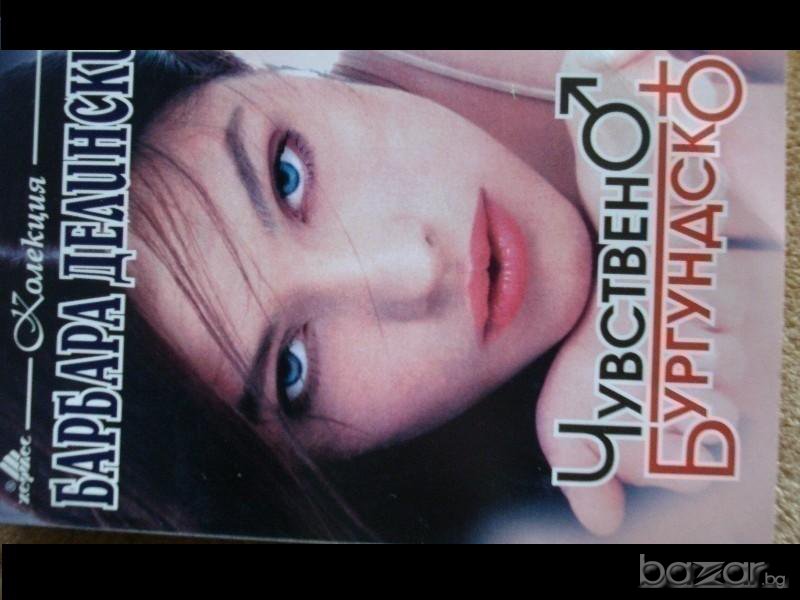 хермес
Колекция
БАРБАРА ДЕЛИНСКИ
ЧУВСТВЕНО
БУРГУНДСКО
bazar.bg